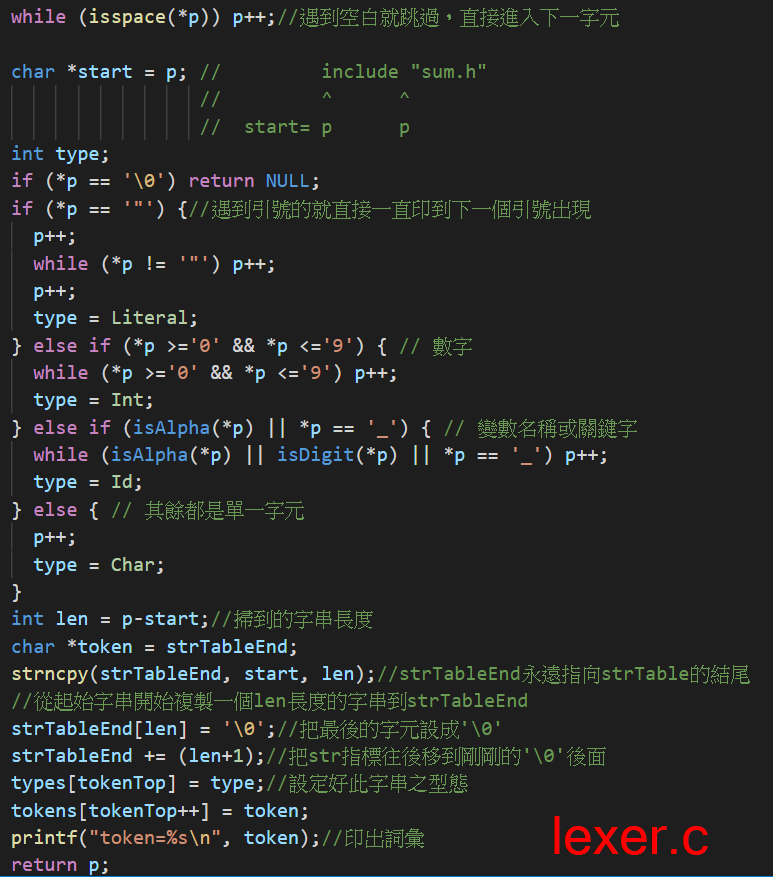 while (isspace(*p)) p++;//遇到空白就跳過，直接進入下一字元
char *start = p; //         include "sum.h"
//         ^      ^
//  start= p      p
int type;
if (*p == '\0') return NULL;
if (*p == '"') {//遇到引號的就直接一直印到下一個引號出現
p++;
while (*p != '"') p++;
p++;
type = Literal;
} else if (*p >='0' && *p <='9') { // 數字
while (*p >='0' && *p <='9') p++;
type = Int;
} else if (isAlpha(*p) || *p == '_') { // 變數名稱或關鍵字
while (isAlpha(*p) || isDigit(*p) || *p == '_') p++;
type = Id;
} else { // 其餘都是單一字元
p++;
type = Char;
}
int len = p-start;//掃到的字串長度
char *token = strTableEnd;
strncpy(strTableEnd, start, len);//strTableEnd永遠指向strTable的結尾
//從起始字串開始複製一個len長度的字串到strTableEnd
strTableEnd[len] = '\0';//把最後的字元設成'\0'
strTableEnd += (len+1);//把str指標往後移到剛剛的'\0'後面
types[tokenTop] = type;//設定好此字串之型態
tokens[tokenTop++] = token;
printf("token=%s\n", token);//印出詞彙
return p;
lexer.c